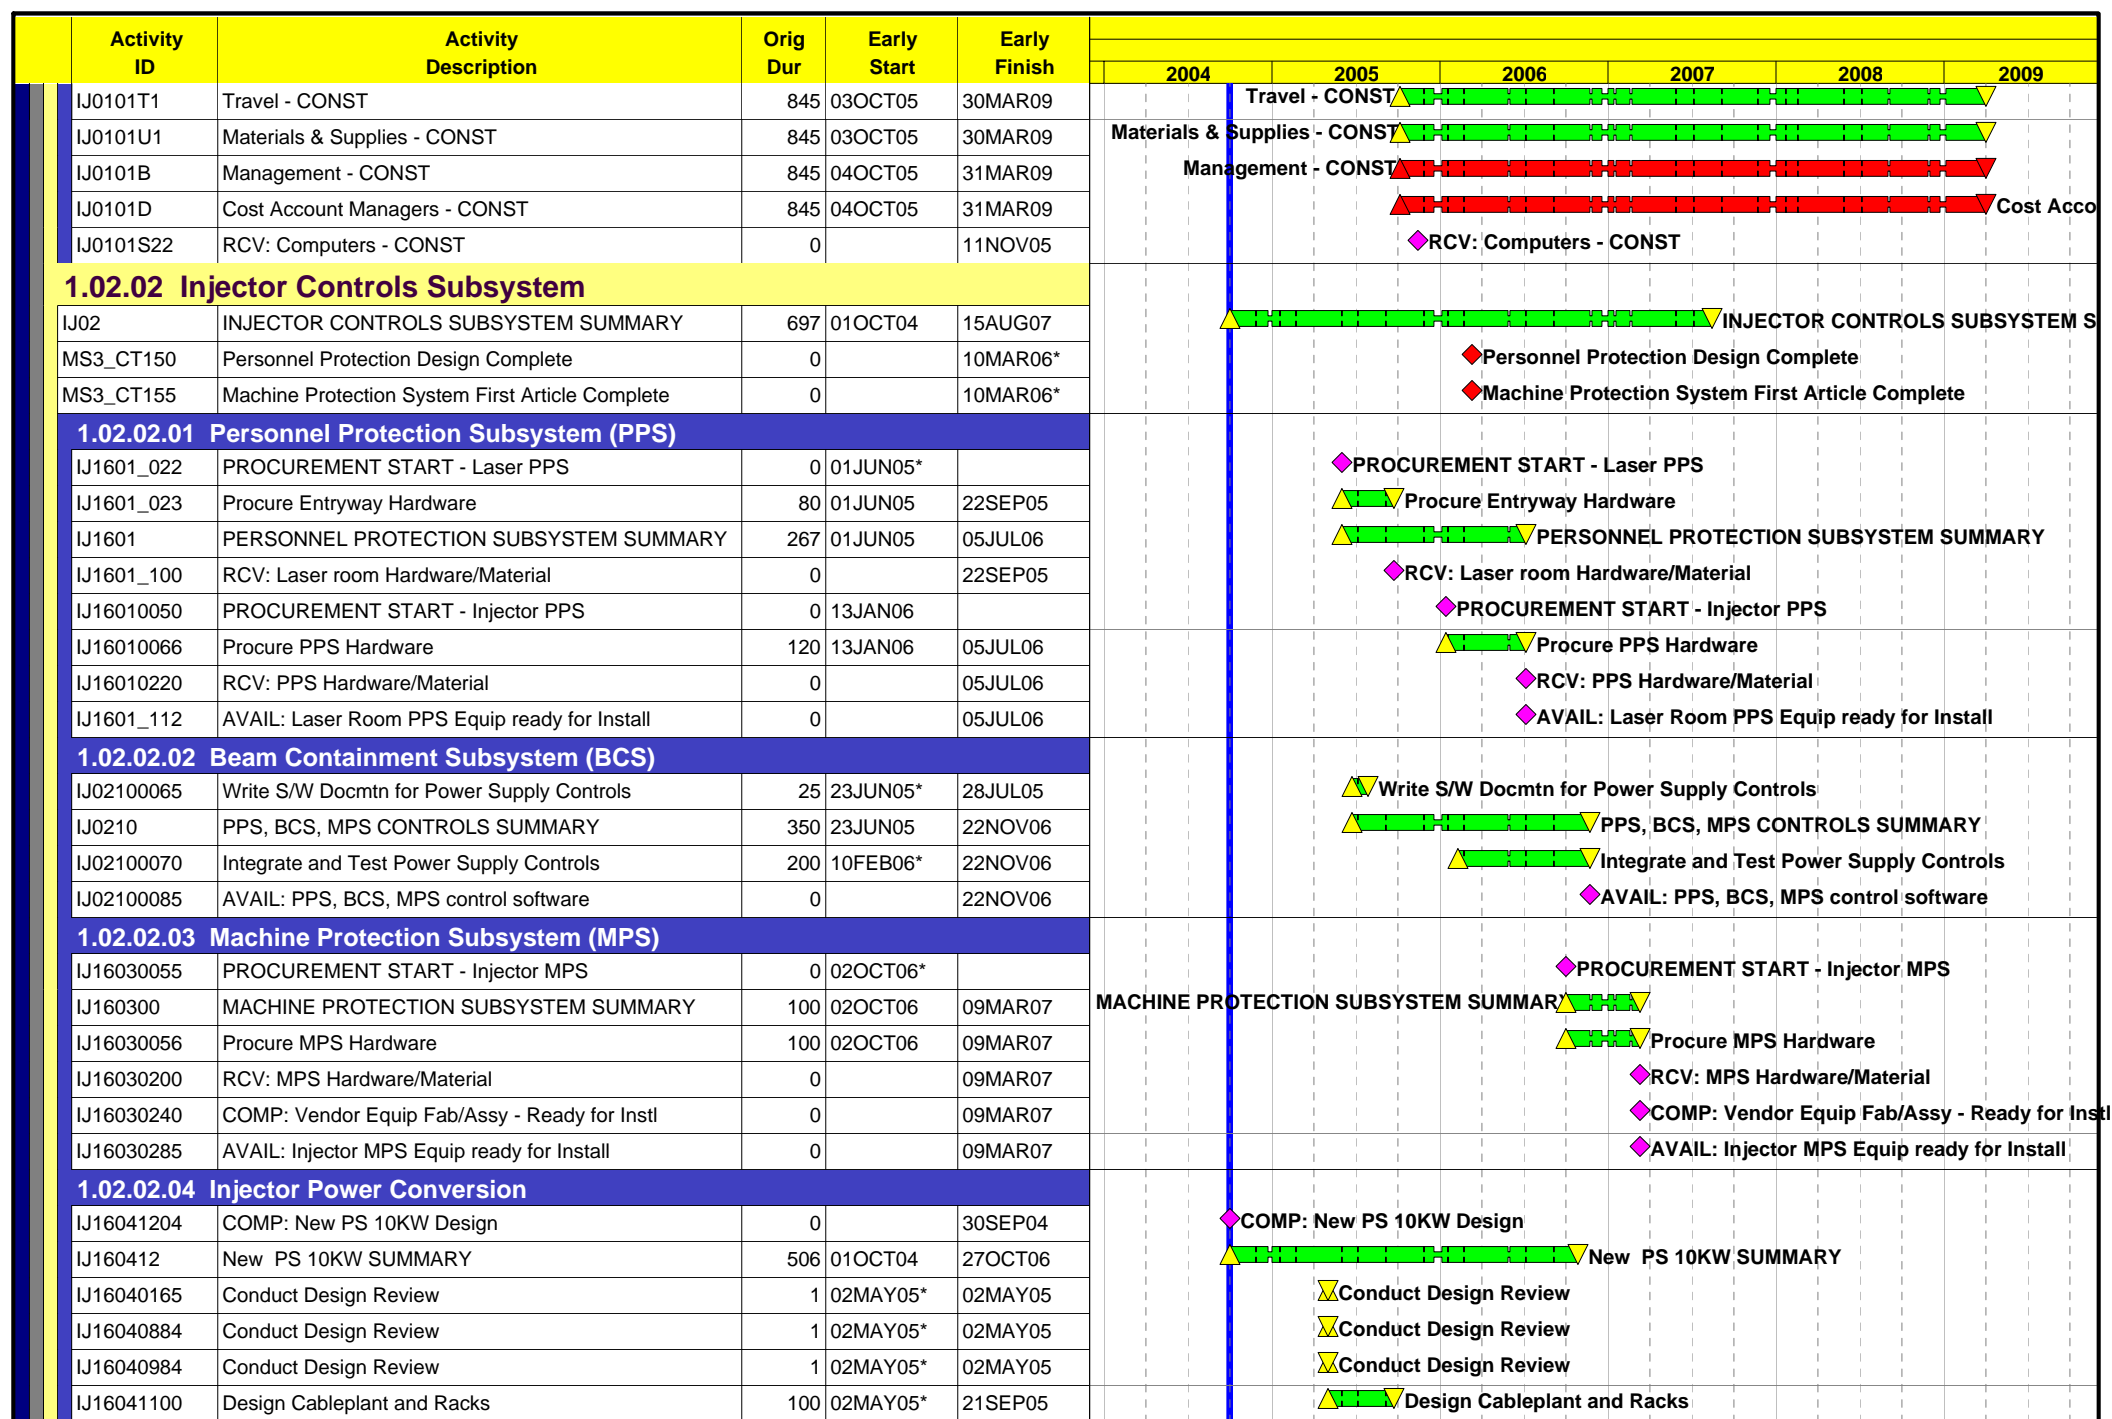 Activity ID Activity Description Orig Dur Early Start Early Finish
2004 2005 2006 2007 2008 2009
IJ0101T1 Travel - CONST 845 03OCT05 30MAR09 Travel - CONST
IJ0101U1 Materials & Supplies - CONST 845 03OCT05 30MAR09 Materials & Supplies - CONST
IJ0101B Management - CONST 845 04OCT05 31MAR09 Management - CONST
IJ0101D Cost Account Managers - CONST 845 04OCT05 31MAR09 Cost Acco
IJ0101S22 RCV: Computers - CONST 0 11NOV05 RCV: Computers - CONST
1.02.02 Injector Controls Subsystem
IJ02 INJECTOR CONTROLS SUBSYSTEM SUMMARY 697 01OCT04 15AUG07 INJECTOR CONTROLS SUBSYSTEM S
MS3_CT150 Personnel Protection Design Complete 0 10MAR06* Personnel Protection Design Complete
MS3_CT155 Machine Protection System First Article Complete 0 10MAR06* Machine Protection System First Article Complete
1.02.02.01 Personnel Protection Subsystem (PPS)
IJ1601_022 PROCUREMENT START - Laser PPS 0 01JUN05* PROCUREMENT START - Laser PPS
IJ1601_023 Procure Entryway Hardware 80 01JUN05 22SEP05 Procure Entryway Hardware
IJ1601 PERSONNEL PROTECTION SUBSYSTEM SUMMARY 267 01JUN05 05JUL06 PERSONNEL PROTECTION SUBSYSTEM SUMMARY
IJ1601_100 RCV: Laser room Hardware/Material 0 22SEP05 RCV: Laser room Hardware/Material
IJ16010050 PROCUREMENT START - Injector PPS 0 13JAN06 PROCUREMENT START - Injector PPS
IJ16010066 Procure PPS Hardware 120 13JAN06 05JUL06 Procure PPS Hardware
IJ16010220 RCV: PPS Hardware/Material 0 05JUL06 RCV: PPS Hardware/Material
IJ1601_112 AVAIL: Laser Room PPS Equip ready for Install 0 05JUL06 AVAIL: Laser Room PPS Equip ready for Install
1.02.02.02 Beam Containment Subsystem (BCS)
IJ02100065 Write S/W Docmtn for Power Supply Controls 25 23JUN05* 28JUL05 Write S/W Docmtn for Power Supply Controls
IJ0210 PPS, BCS, MPS CONTROLS SUMMARY 350 23JUN05 22NOV06 PPS, BCS, MPS CONTROLS SUMMARY
IJ02100070 Integrate and Test Power Supply Controls 200 10FEB06* 22NOV06 Integrate and Test Power Supply Controls
IJ02100085 AVAIL: PPS, BCS, MPS control software 0 22NOV06 AVAIL: PPS, BCS, MPS control software
1.02.02.03 Machine Protection Subsystem (MPS)
IJ16030055 PROCUREMENT START - Injector MPS 0 02OCT06* PROCUREMENT START - Injector MPS
IJ160300 MACHINE PROTECTION SUBSYSTEM SUMMARY 100 02OCT06 09MAR07 MACHINE PROTECTION SUBSYSTEM SUMMARY
IJ16030056 Procure MPS Hardware 100 02OCT06 09MAR07 Procure MPS Hardware
IJ16030200 RCV: MPS Hardware/Material 0 09MAR07 RCV: MPS Hardware/Material
IJ16030240 COMP: Vendor Equip Fab/Assy - Ready for Instl 0 09MAR07 COMP: Vendor Equip Fab/Assy - Ready for Instl
IJ16030285 AVAIL: Injector MPS Equip ready for Install 0 09MAR07 AVAIL: Injector MPS Equip ready for Install
1.02.02.04 Injector Power Conversion
IJ16041204 COMP: New PS 10KW Design 0 30SEP04 COMP: New PS 10KW Design
IJ160412 New PS 10KW SUMMARY 506 01OCT04 27OCT06 New PS 10KW SUMMARY
IJ16040165 Conduct Design Review 1 02MAY05* 02MAY05 Conduct Design Review
IJ16040884 Conduct Design Review 1 02MAY05* 02MAY05 Conduct Design Review
IJ16040984 Conduct Design Review 1 02MAY05* 02MAY05 Conduct Design Review
IJ16041100 Design Cableplant and Racks 100 02MAY05* 21SEP05 Design Cableplant and Racks